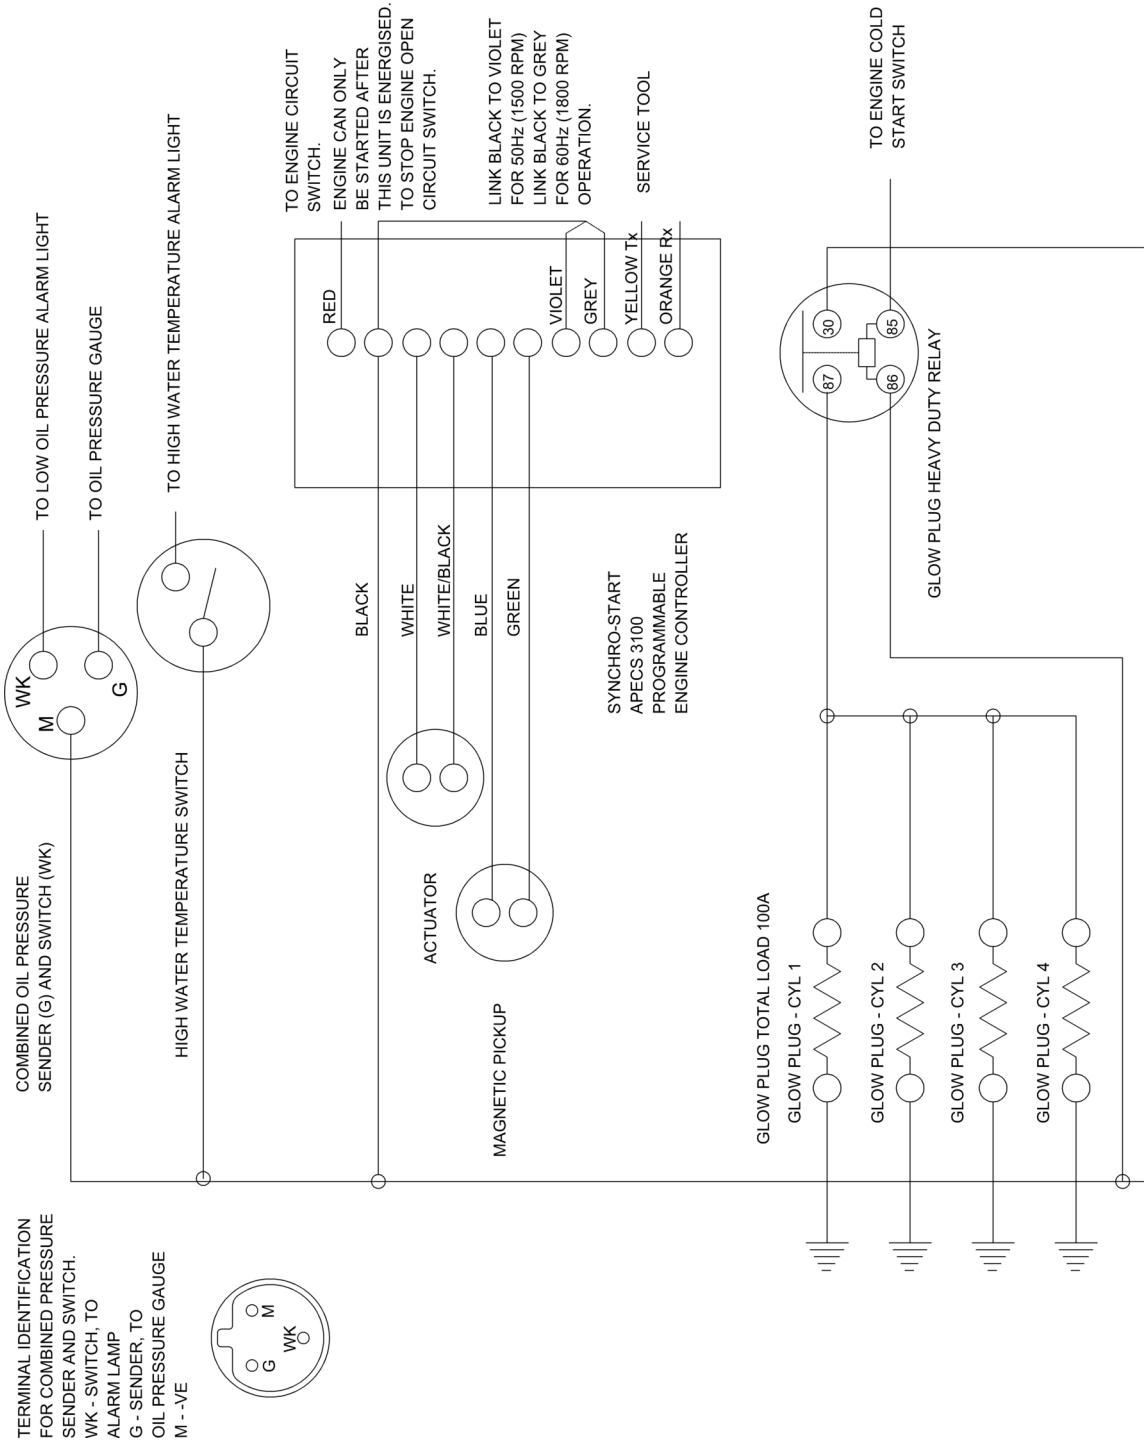 TERMINAL IDENTIFICATION
FOR COMBINED PRESSURE
SENDER AND SWITCH.
WK - SWITCH, TO
ALARM LAMP
G - SENDER, TO
OIL PRESSURE GAUGE
M - -VE
G
M
WK
COMBINED OIL PRESSURE
SENDER (G) AND SWITCH (WK)
M
WK
G
TO LOW OIL PRESSURE ALARM LIGHT
TO OIL PRESSURE GAUGE
HIGH WATER TEMPERATURE SWITCH
TO HIGH WATER TEMPERATURE ALARM LIGHT
TO ENGINE CIRCUIT
SWITCH.
ENGINE CAN ONLY
BE STARTED AFTER
THIS UNIT IS ENERGISED.
TO STOP ENGINE OPEN
CIRCUIT SWITCH.
RED
BLACK
WHITE
WHITE/BLACK
BLUE
GREEN
VIOLET
GREY
YELLOW Tx
ORANGE Rx
LINK BLACK TO VIOLET
FOR 50Hz (1500 RPM)
LINK BLACK TO GREY
FOR 60Hz (1800 RPM)
OPERATION.
SERVICE TOOL
ACTUATOR
MAGNETIC PICKUP
SYNCHRO-START
APECS 3100
PROGRAMMABLE
ENGINE CONTROLLER
GLOW PLUG TOTAL LOAD 100A
GLOW PLUG - CYL 1
GLOW PLUG - CYL 2
GLOW PLUG - CYL 3
GLOW PLUG - CYL 4
87
30
86
85
GLOW PLUG HEAVY DUTY RELAY
TO ENGINE COLD
START SWITCH